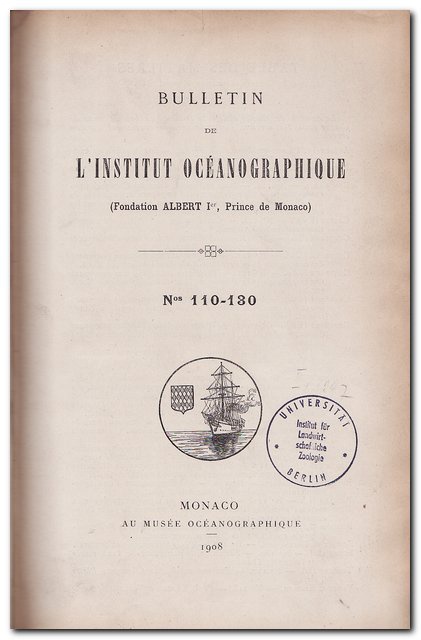 BULLETIN
DE
L'INSTITUT OCÉANOGRAPHIQUE
(Fondation ALBERT Ier, Prince de Monaco)
Nos 110-130
UNIVERSITÄT
Institut für
Landwirt-
schaftliche
Zoologie
BERLIN
MONACO
AU MUSÉE OCÉANOGRAPHIQUE
1908